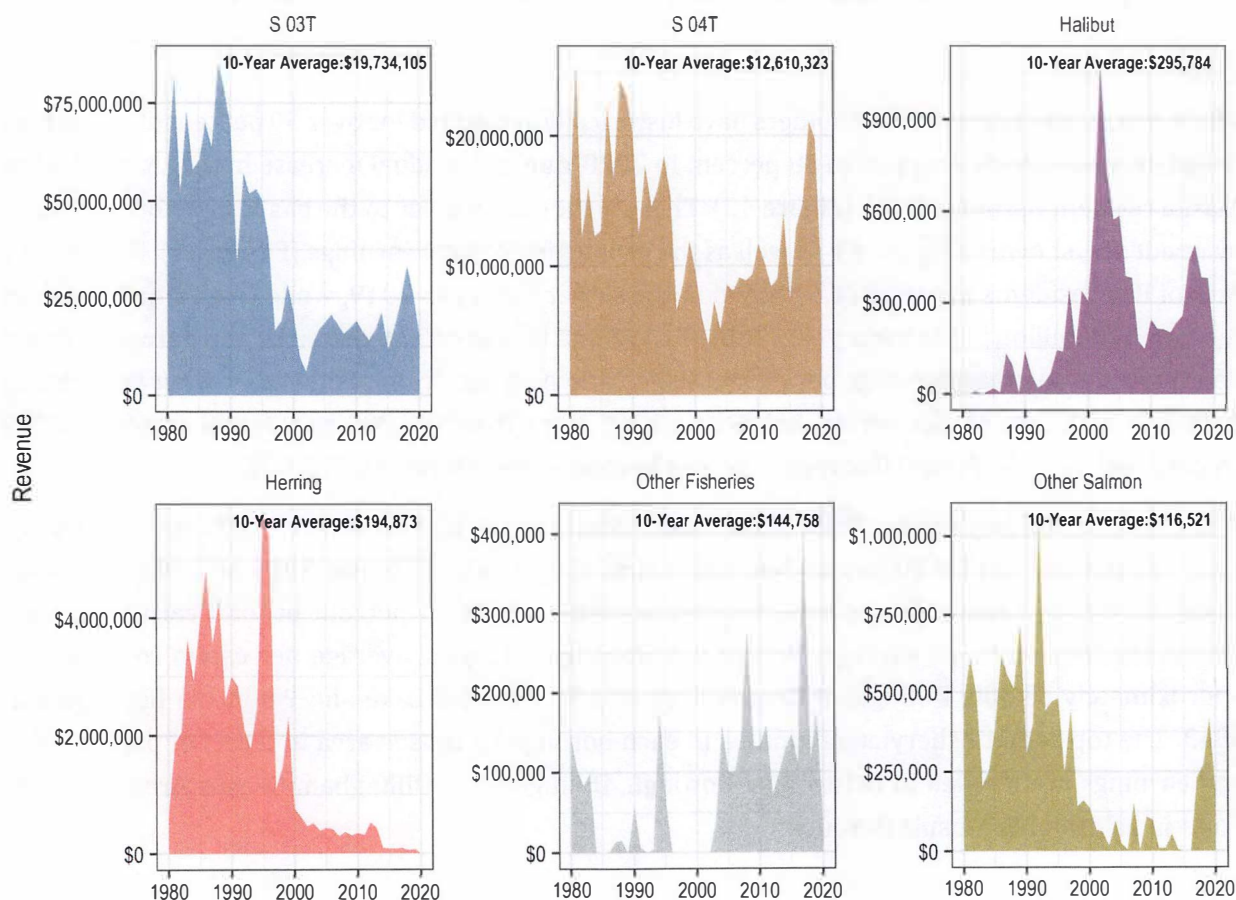 S 03T
S 04T
Halibut
10-Year Average:$19,734,105
10-Year Average:$12,610,323
10-Year Average:$295,784
$75,000,000
$50,000,000
$25,000,000
$0
$20,000,000
$10,000,000
$0
$900,000
$600,000
$300,000
$0
1980 1990 2000 2010 2020
1980 1990 2000 2010 2020
1980 1990 2000 2010 2020
Revenue
Herring
Other Fisheries
Other Salmon
10-Year Average:$194,873
10-Year Average:$144,758
10-Year Average:$116,521
$4,000,000
$2,000,000
$0
$400,000
$300,000
$200,000
$100,000
$0
$1,000,000
$750,000
$500,000
$250,000
$0
1980 1990 2000 2010 2020
1980 1990 2000 2010 2020
1980 1990 2000 2010 2020